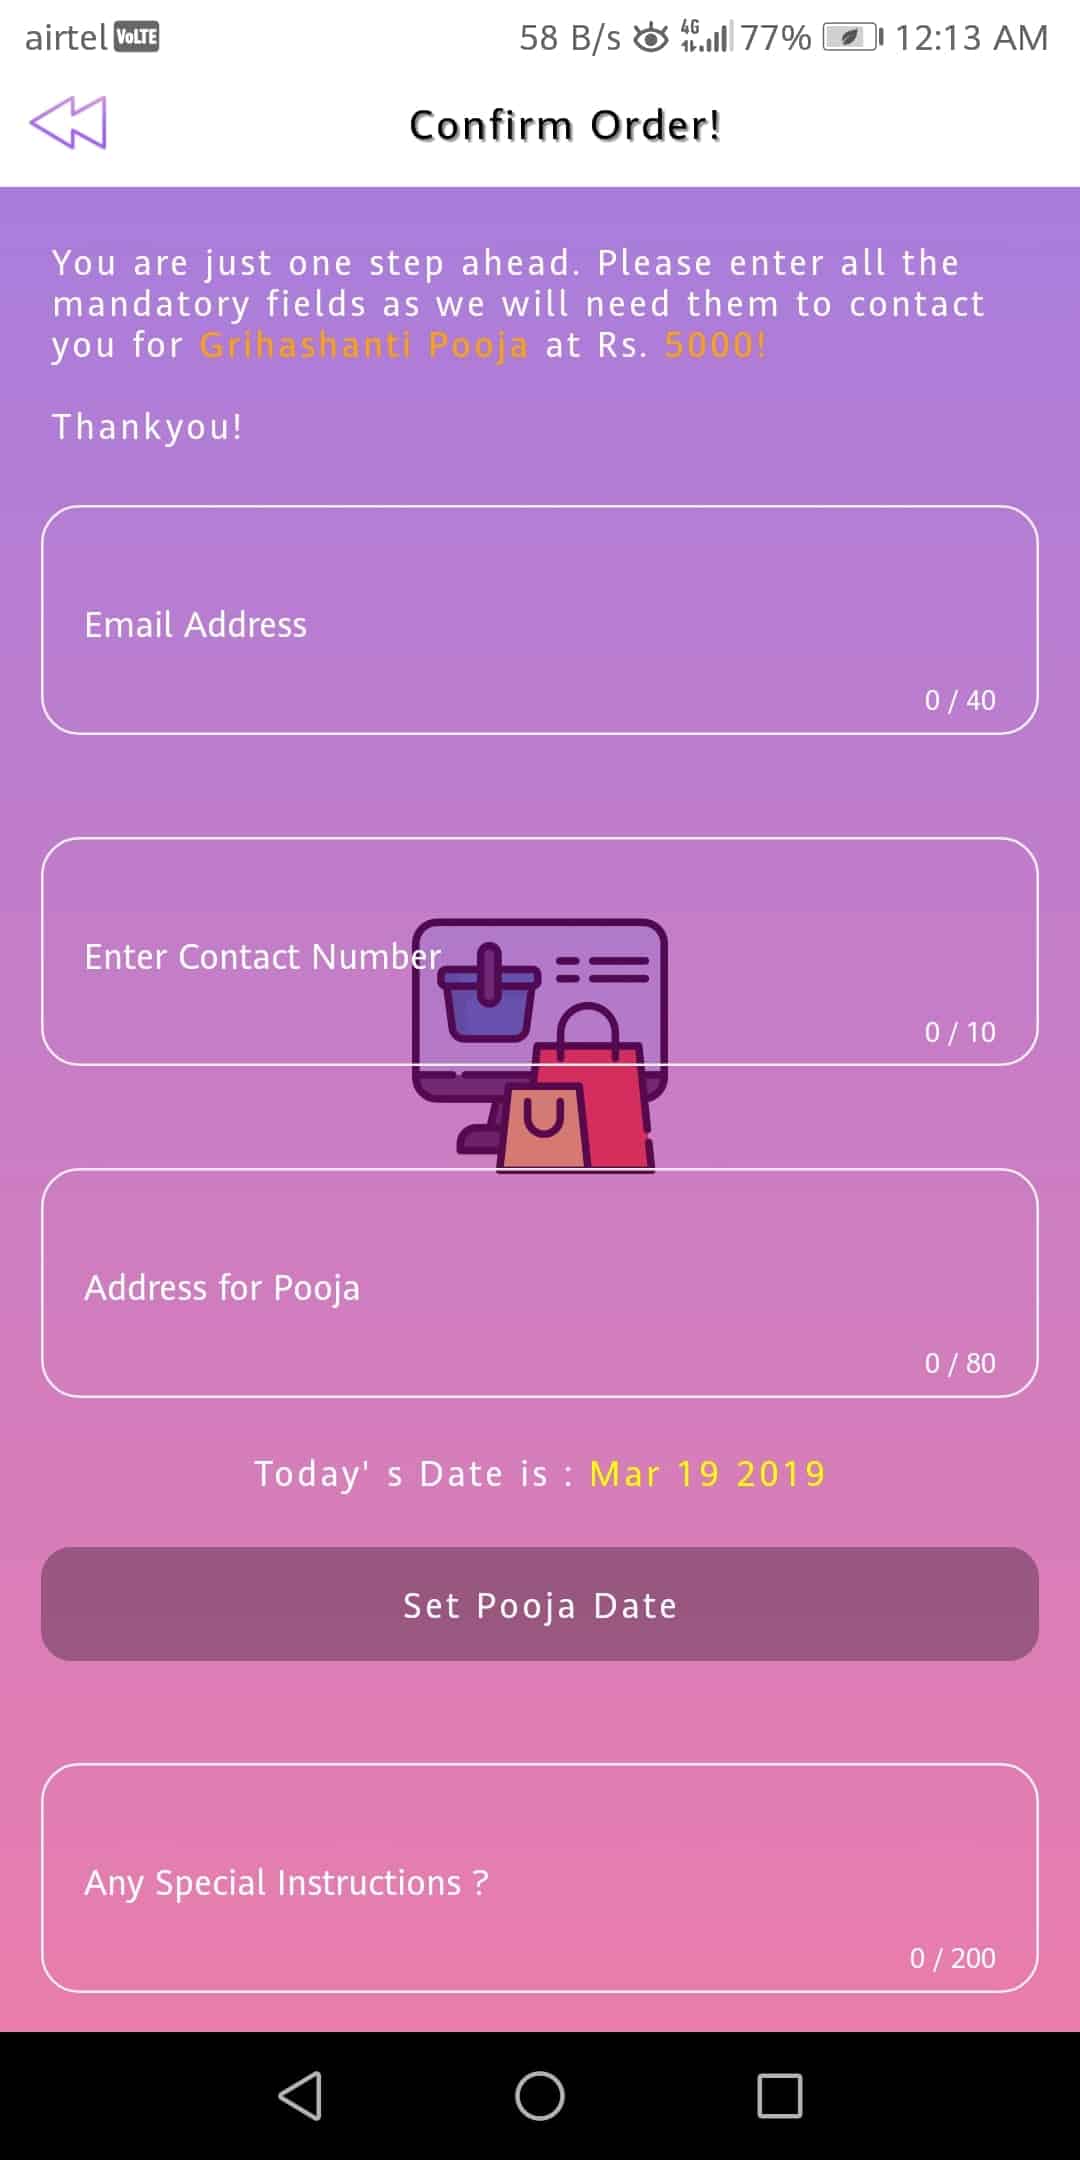 airtel VoLTE 58 B/s 4G 77% 12:13 AM
Confirm Order!
You are just one step ahead. Please enter all the
mandatory fields as we will need them to contact
you for Grihashanti Pooja at Rs. 5000!
Thankyou!
Email Address
0 / 40
Enter Contact Number
0 / 10
Address for Pooja
0 / 80
Today' s Date is : Mar 19 2019
Set Pooja Date
Any Special Instructions ?
0 / 200